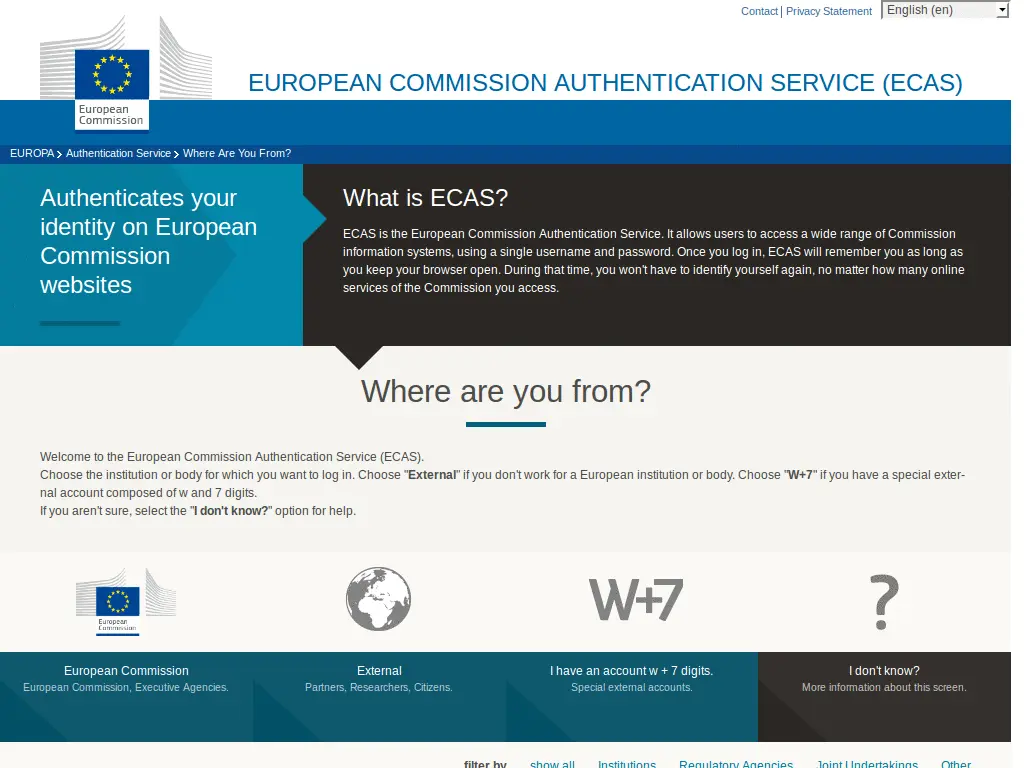 Contact | Privacy Statement English (en)
European
Commission
EUROPEAN COMMISSION AUTHENTICATION SERVICE (ECAS)
EUROPA Authentication Service Where Are You From?
Authenticates your
identity on European
Commission
websites
What is ECAS?
ECAS is the European Commission Authentication Service. It allows users to access a wide range of Commission
information systems, using a single username and password. Once you log in, ECAS will remember you as long as
you keep your browser open. During that time, you won't have to identify yourself again, no matter how many online
services of the Commission you access.
Where are you from?
Welcome to the European Commission Authentication Service (ECAS).
Choose the institution or body for which you want to log in. Choose "External" if you don't work for a European institution or body. Choose "W+7" if you have a special exter-
nal account composed of w and 7 digits.
If you aren't sure, select the "I don't know?" option for help.
European
Commission
W+7
?
European Commission
European Commission, Executive Agencies.
External
Partners, Researchers, Citizens.
I have an account w + 7 digits.
Special external accounts.
I don't know?
More information about this screen.
filter by show all Institutions Regulatory Agencies Joint Undertakings Other